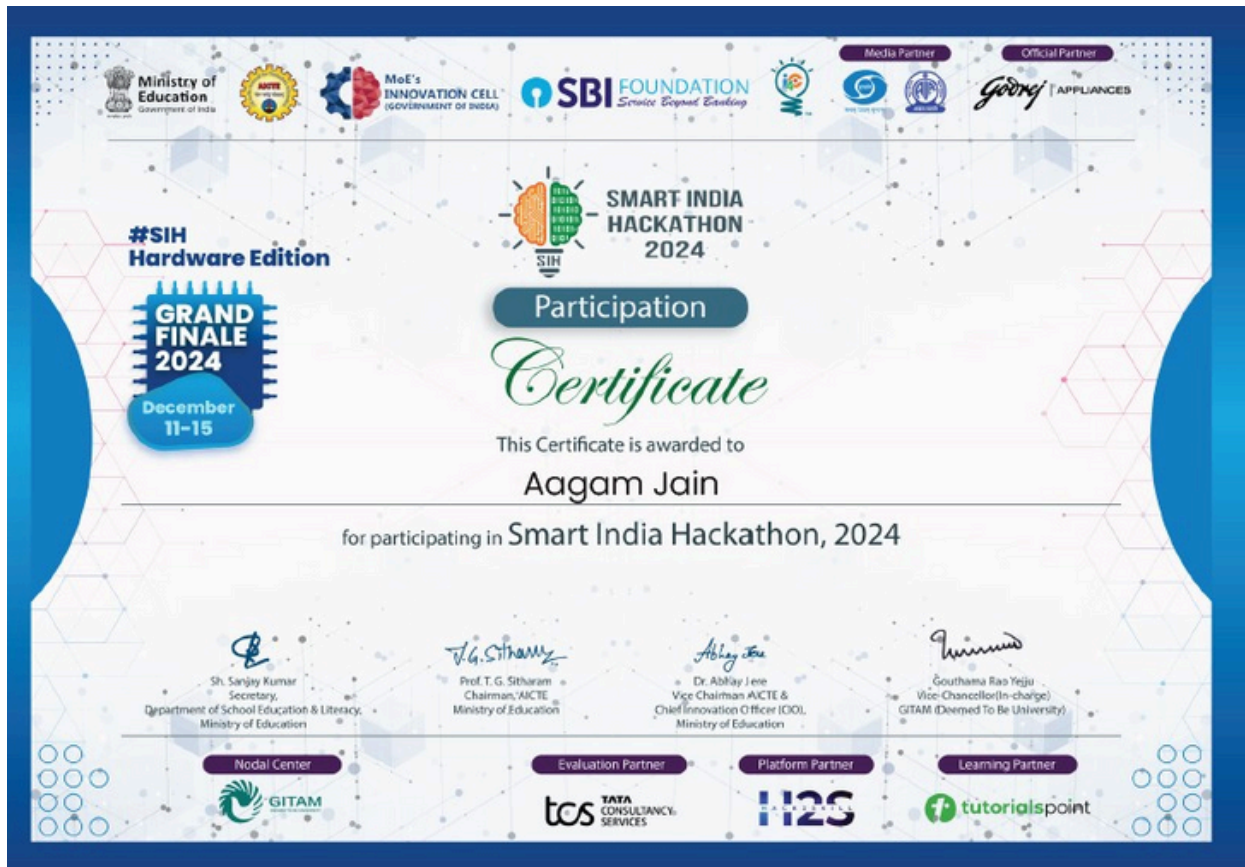 Media Partner
Official Partner
Ministry of
Education
Government of India
AICTE
MoE's
INNOVATION CELL
(GOVERNMENT OF INDIA)
SBI FOUNDATION
Service Beyond Banking
Godrej | APPLIANCES
SMART INDIA
HACKATHON
2024
SIH
#SIH
Hardware Edition
GRAND
FINALE
2024
December
11-15
Participation
Certificate
This Certificate is awarded to
Aagam Jain
for participating in Smart India Hackathon, 2024
J.G. Sitharam
Abhay Jere
Sh. Sanjay Kumar
Secretary,
Department of School Education & Literacy,
Ministry of Education
Prof. T. G. Sitharam
Chairman, AICTE
Ministry of Education
Dr. Abhay Jere
Vice Chairman AICTE &
Chief Innovation Officer (CIO),
Ministry of Education
Gouthama Rao Yejju
Vice-Chancellor(In-charge)
GITAM (Deemed To Be University)
Nodal Center
GITAM
Evaluation Partner
tcs TATA
CONSULTANCY
SERVICES
Platform Partner
H2S
HACK2SKILL
Learning Partner
tutorialspoint